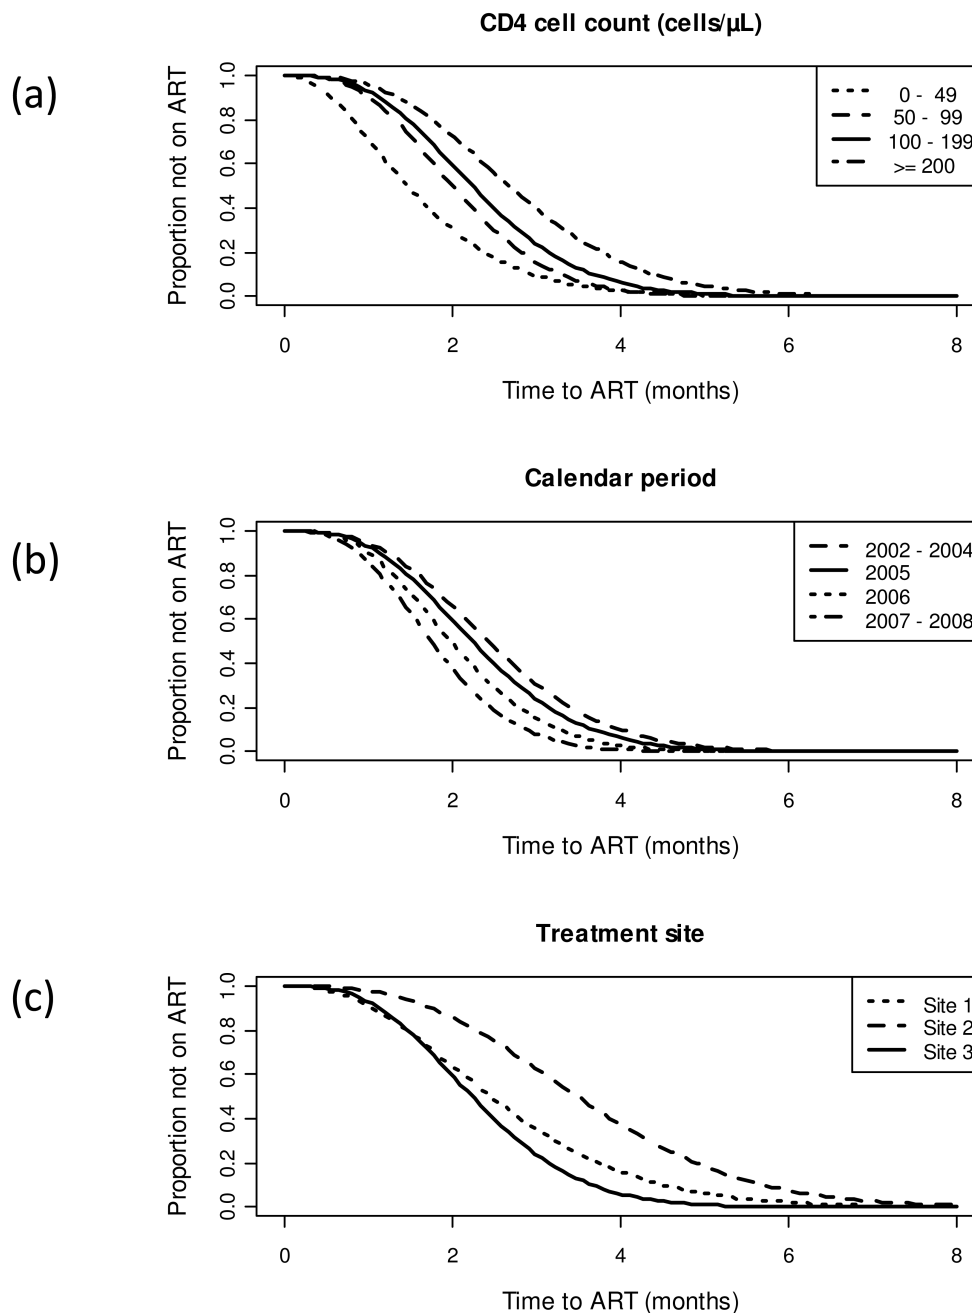 CD4 cell count (cells/µL)
(a)
Proportion not on ART
1.0
0.8
0.6
0.4
0.2
0.0
0 - 49
50 - 99
100 - 199
>= 200
0 2 4 6 8
Time to ART (months)
Calendar period
(b)
Proportion not on ART
1.0
0.8
0.6
0.4
0.2
0.0
2002 - 2004
2005
2006
2007 - 2008
0 2 4 6 8
Time to ART (months)
Treatment site
(c)
Proportion not on ART
1.0
0.8
0.6
0.4
0.2
0.0
Site 1
Site 2
Site 3
0 2 4 6 8
Time to ART (months)